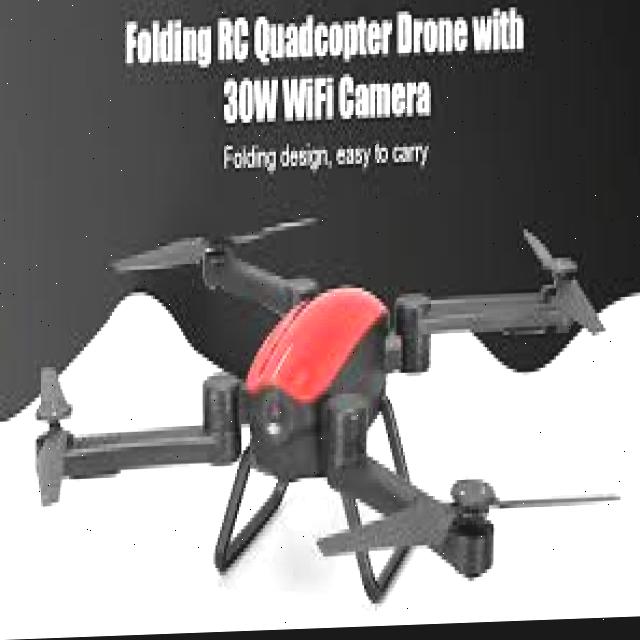 Folding RC Quadcopter Drone with
30W WiFi Camera
Folding design, easy to carry